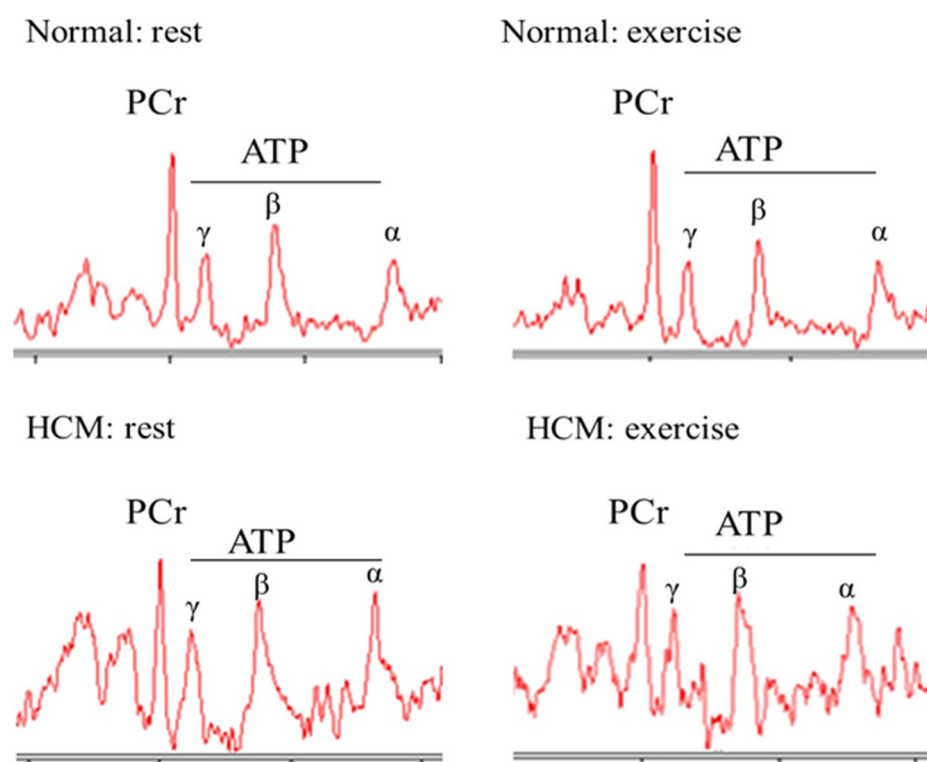 Normal: rest
PCr
ATP
γ
β
α
Normal: exercise
PCr
ATP
γ
β
α
HCM: rest
PCr
ATP
γ
β
α
HCM: exercise
PCr
ATP
γ
β
α